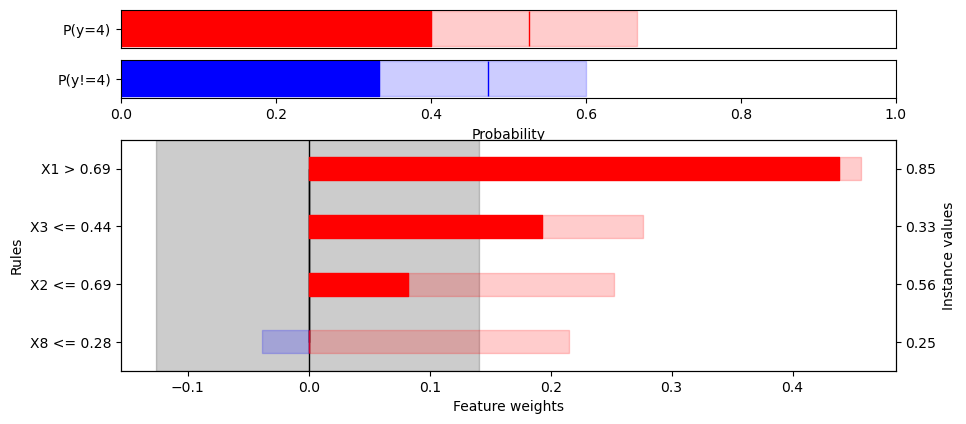 P(y=4)
P(y!=4)
0.0 0.2 0.4 0.6 0.8 1.0
Probability
X1 > 0.69 0.85
X3 <= 0.44 0.33
X2 <= 0.69 0.56
X8 <= 0.28 0.25
Rules
Instance values
−0.1 0.0 0.1 0.2 0.3 0.4
Feature weights